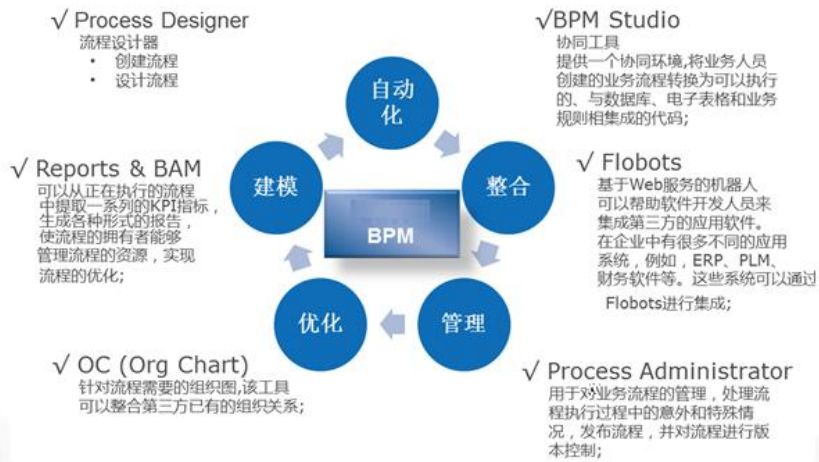 √ Process Designer
流程设计器
• 创建流程
• 设计流程
√BPM Studio
协同工具
提供一个协同环境,将业务人员
创建的业务流程转换为可以执行
的、与数据库、电子表格和业务
规则相集成的代码;
自动
化
√ Reports & BAM
可以从正在执行的流程
中提取一系列的KPI指标,
生成各种形式的报告,
使流程的拥有者能够
管理流程的资源,实现
流程的优化;
建模
整合
BPM
√ Flobots
基于Web服务的机器人
可以帮助软件开发人员来
集成第三方的应用软件。
在企业中有很多不同的应用
系统,例如,ERP、PLM、
财务软件等。这些系统可以通过
Flobots进行集成;
优化
管理
√ OC (Org Chart)
针对流程需要的组织图,该工具
可以整合第三方已有的组织关系;
√ Process Administrator
用于对业务流程的管理,处理流
程执行过程中的意外和特殊情
况,发布流程,并对流程进行版
本控制;